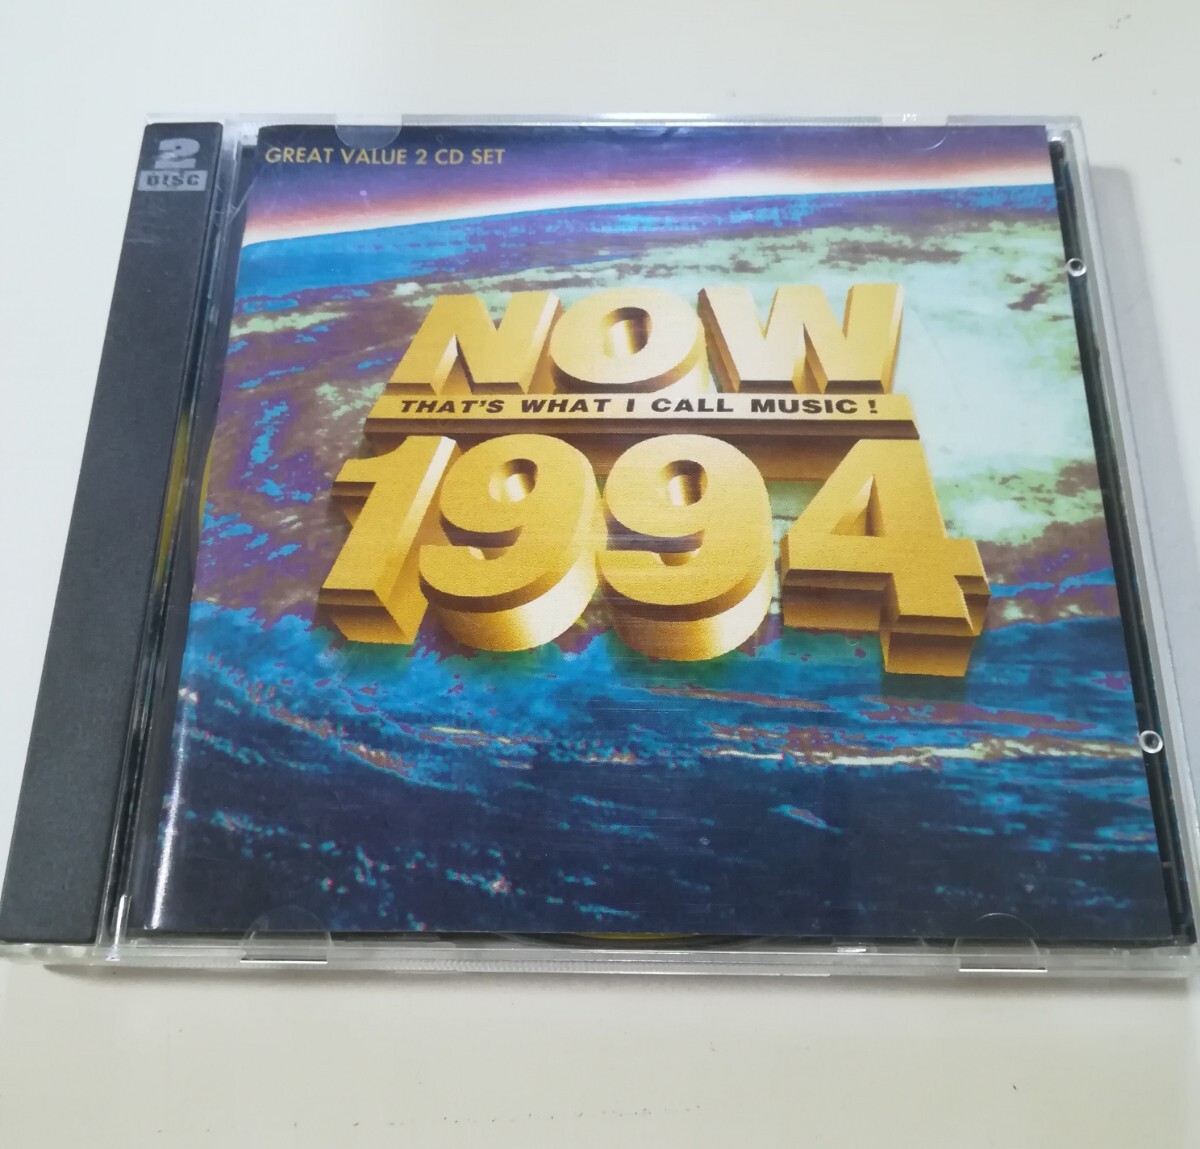 2
DISC
GREAT VALUE 2 CD SET
NOW
THAT'S WHAT I CALL MUSIC!
1994